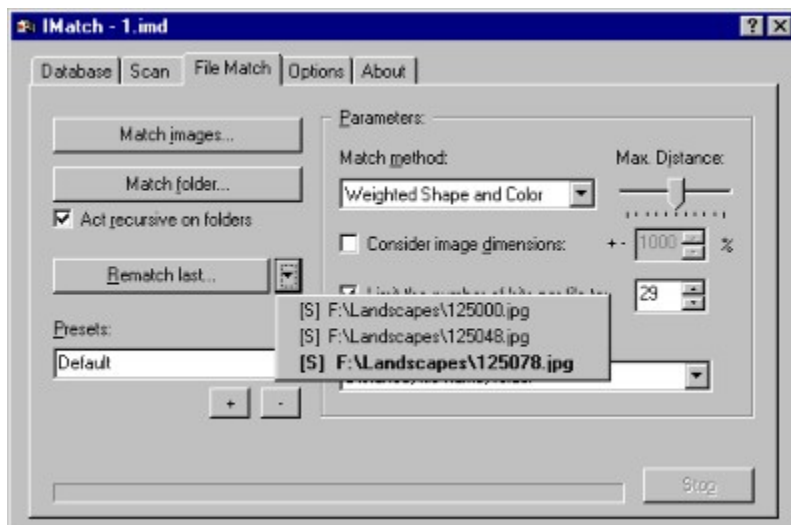 IMatch - 1.imd
Database Scan File Match Options About
Match images...
Match folder...
Act recursive on folders
Rematch last...
Presets:
Default
+ -
Parameters:
Match method: Max. Distance:
Weighted Shape and Color
Consider image dimensions: + - 1000 %
29
[S] F:\Landscapes\125000.jpg
[S] F:\Landscapes\125048.jpg
[S] F:\Landscapes\125078.jpg
Stop